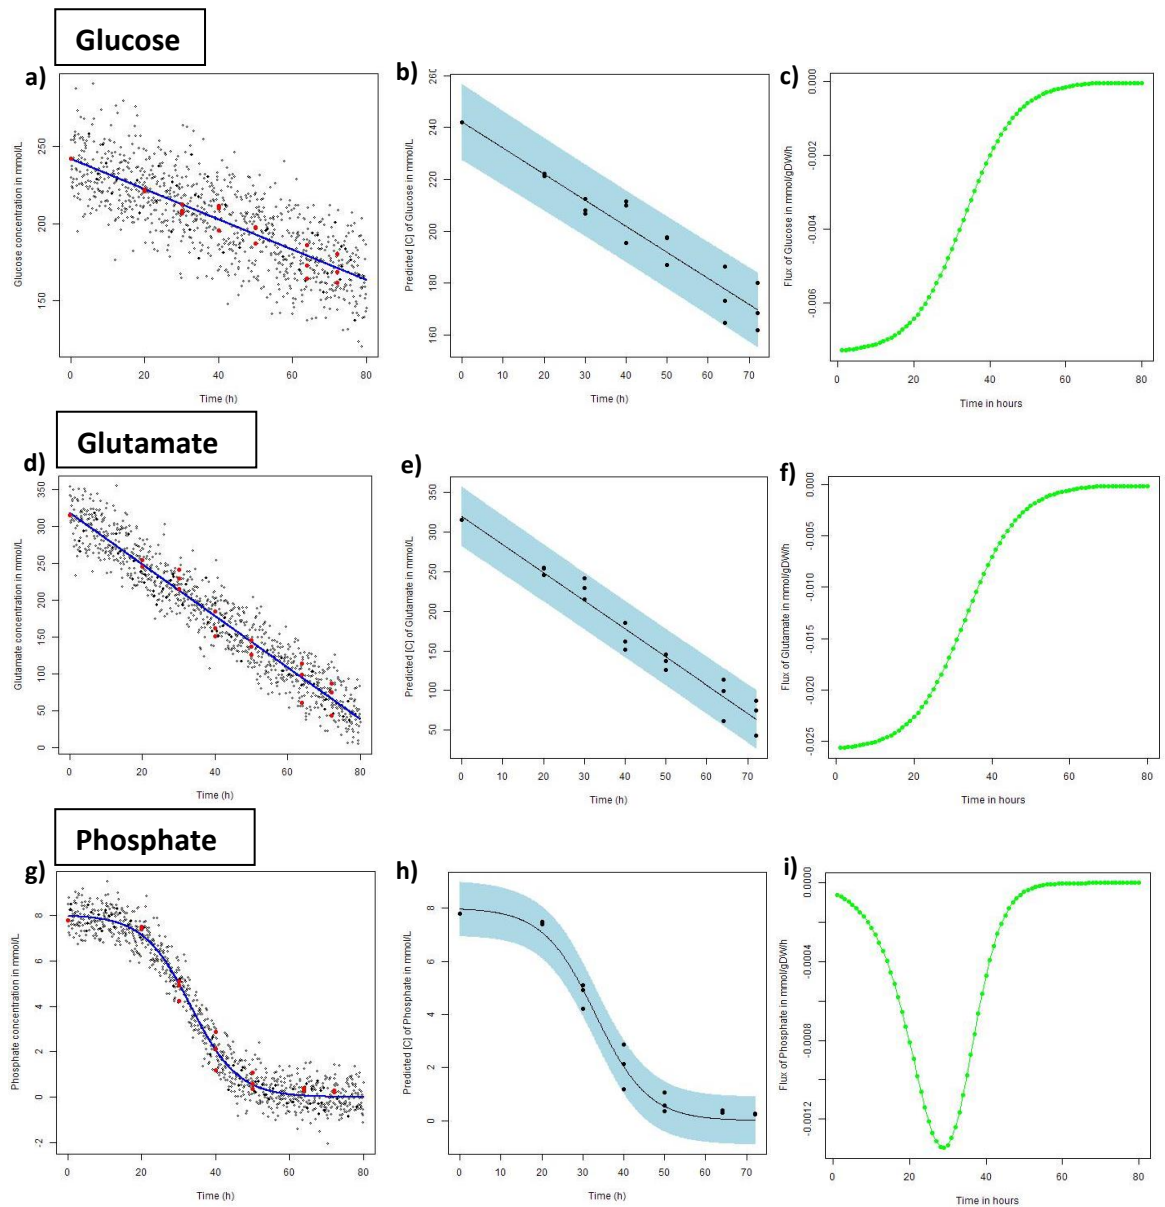 Glucose
a)
Glucose concentration in mmol/L
250
200
150
0 20 40 60 80
Time (h)
b)
Predicted [C] of Glucose in mmol/L
260
240
220
200
180
160
0 10 20 30 40 50 60 70
Time (h)
c)
Flux of Glucose in mmol/gDW/h
0.000
-0.002
-0.004
-0.006
0 20 40 60 80
Time in hours
Glutamate
d)
Glutamate concentration in mmol/L
350
300
250
200
150
100
50
0
0 20 40 60 80
Time (h)
e)
Predicted [C] of Glutamate in mmol/L
350
300
250
200
150
100
50
0 10 20 30 40 50 60 70
Time (h)
f)
Flux of Glutamate in mmol/gDW/h
0.000
-0.005
-0.010
-0.015
-0.020
-0.025
0 20 40 60 80
Time in hours
Phosphate
g)
Phosphate concentration in mmol/L
8
6
4
2
0
-2
0 20 40 60 80
Time (h)
h)
Predicted [C] of Phosphate in mmol/L
8
6
4
2
0
0 10 20 30 40 50 60 70
Time (h)
i)
Flux of Phosphate in mmol/gDW/h
0.0000
-0.0004
-0.0008
-0.0012
0 20 40 60 80
Time in hours